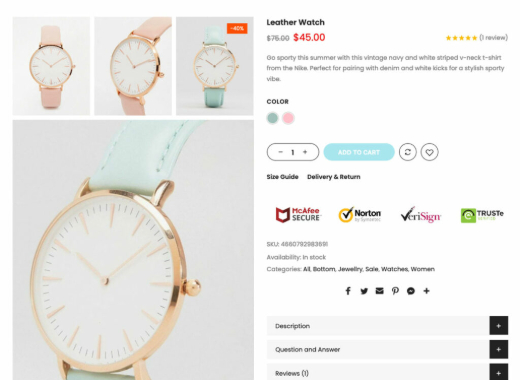 -40%
Leather Watch
$75.00 $45.00
(1 review)
Go sporty this summer with this vintage navy and white striped v-neck t-shirt
from the Nike. Perfect for pairing with denim and white kicks for a stylish sporty
vibe.
COLOR
− 1 +
ADD TO CART
Size Guide Delivery & Return
McAfee
SECURE
Norton
by Symantec
VeriSign
TRUSTe
SKU: 4560792983691
Availability: In stock
Categories: All, Bottom, Jewellry, Sale, Watches, Women
Description +
Question and Answer +
Reviews (1) +